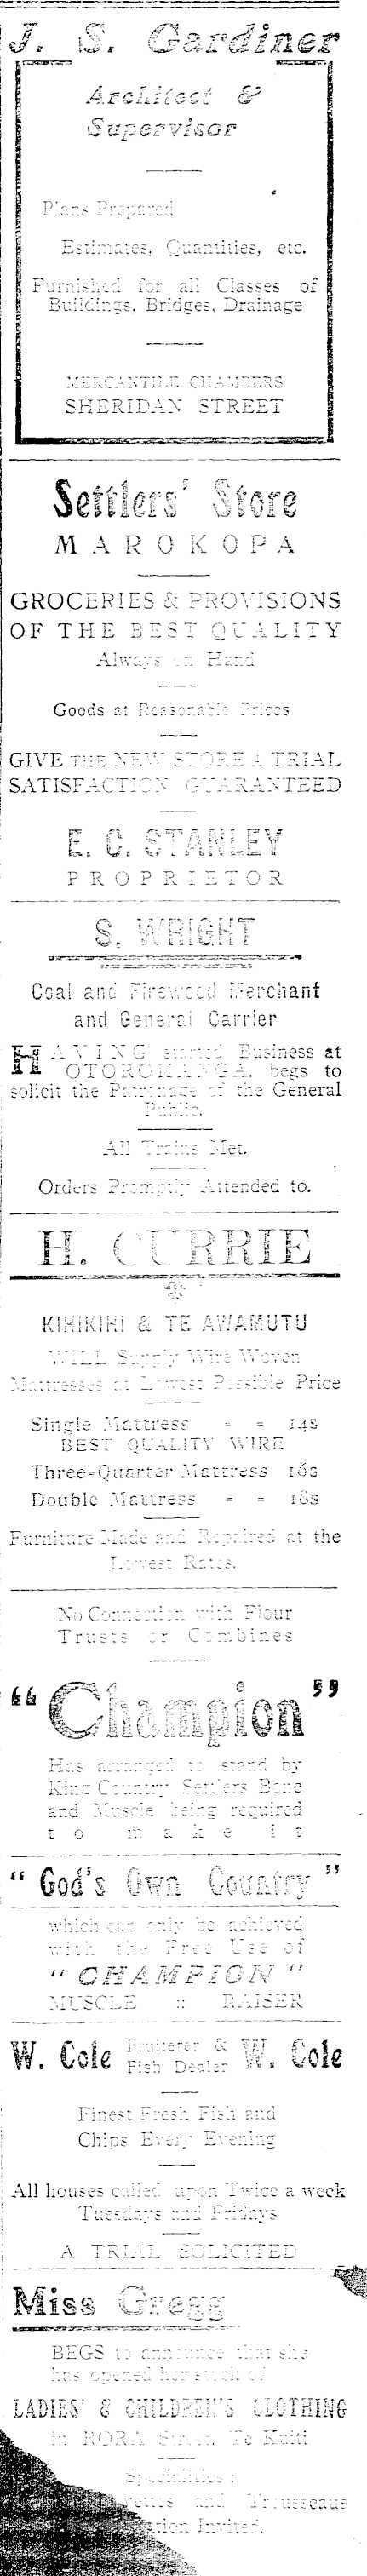 J. S. Gardiner
Architect &
Supervisor
Plans Prepared
Estimates, Quantities, etc.
Furnished for all Classes of
Buildings, Bridges, Drainage
MERCANTILE CHAMBERS
SHERIDAN STREET
Settlers' Store
MAROKOPA
GROCERIES & PROVISIONS
OF THE BEST QUALITY
Always on Hand
Goods at Reasonable Prices
GIVE THE NEW STORE A TRIAL
SATISFACTION GUARANTEED
E. C. STANLEY
PROPRIETOR
S. WRIGHT
Coal and Firewood Merchant
and General Carrier
HAVING started Business at
OTOROHANGA, begs to
solicit the Patronage of the General
Public.
All Trains Met.
Orders Promptly Attended to.
H. CURRIE
KIHIKIHI & TE AWAMUTU
WILL Supply Wire Woven
Mattresses at Lowest Possible Price
Single Mattress - - 14s
BEST QUALITY WIRE
Three-Quarter Mattress 16s
Double Mattress - - 18s
Furniture Made and Repaired at the
Lowest Rates.
No Connection with Flour
Trusts or Combines
"Champion"
Has arranged to stand by
King Country Settlers Bone
and Muscle being required
to make it
"God's Own Country"
which can only be achieved
with the Free Use of
"CHAMPION"
MUSCLE :: RAISER
W. Cole Fruiterer & Fish Dealer W. Cole
Finest Fresh Fish and
Chips Every Evening
All houses called upon Twice a week
Tuesdays and Fridays
A TRIAL SOLICITED
Miss Gregg
BEGS to announce that she
has opened her stock of
LADIES' & CHILDREN'S CLOTHING
in RORA Street, Te Kuiti
Specialities:
and Trousseaus
Invited.